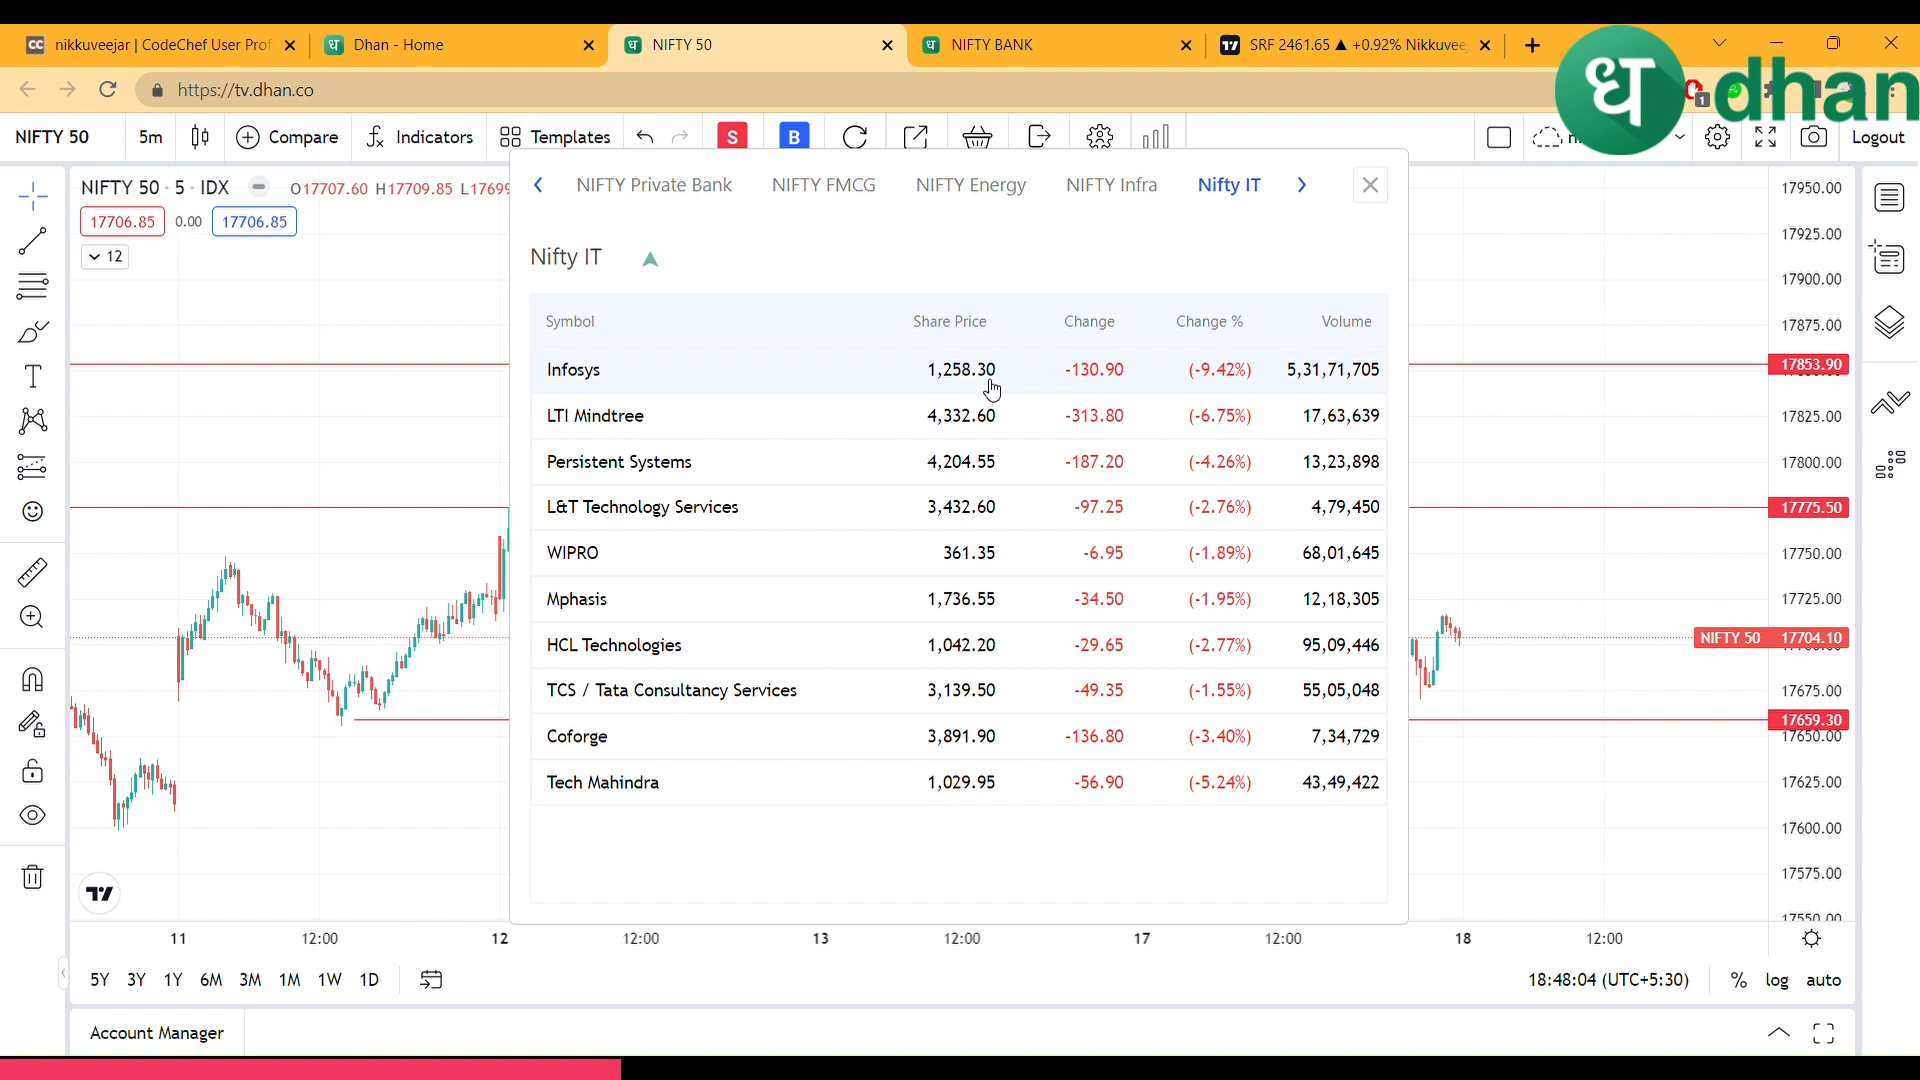 CC nikkuveejar | CodeChef User Prof
ध Dhan - Home
ध NIFTY 50
ध NIFTY BANK
SRF 2461.65 ▲ +0.92% Nikkuvee
ध dhan
https://tv.dhan.co
1
NIFTY 50 5m Compare Indicators Templates S B Logout
NIFTY 50 · 5 · IDX O17707.60 H17709.85 L17699
17706.85 0.00 17706.85
12
NIFTY Private Bank NIFTY FMCG NIFTY Energy NIFTY Infra Nifty IT
Nifty IT
Symbol Share Price Change Change % Volume
Infosys 1,258.30 -130.90 (-9.42%) 5,31,71,705
LTI Mindtree 4,332.60 -313.80 (-6.75%) 17,63,639
Persistent Systems 4,204.55 -187.20 (-4.26%) 13,23,898
L&T Technology Services 3,432.60 -97.25 (-2.76%) 4,79,450
WIPRO 361.35 -6.95 (-1.89%) 68,01,645
Mphasis 1,736.55 -34.50 (-1.95%) 12,18,305
HCL Technologies 1,042.20 -29.65 (-2.77%) 95,09,446
TCS / Tata Consultancy Services 3,139.50 -49.35 (-1.55%) 55,05,048
Coforge 3,891.90 -136.80 (-3.40%) 7,34,729
Tech Mahindra 1,029.95 -56.90 (-5.24%) 43,49,422
17950.00
17925.00
17900.00
17875.00
17853.90
17825.00
17800.00
17775.50
17750.00
17725.00
NIFTY 50 17704.10
17675.00
17659.30
17650.00
17625.00
17600.00
17575.00
17550.00
11 12:00 12 12:00 13 12:00 17 12:00 18 12:00
5Y 3Y 1Y 6M 3M 1M 1W 1D
18:48:04 (UTC+5:30) % log auto
Account Manager